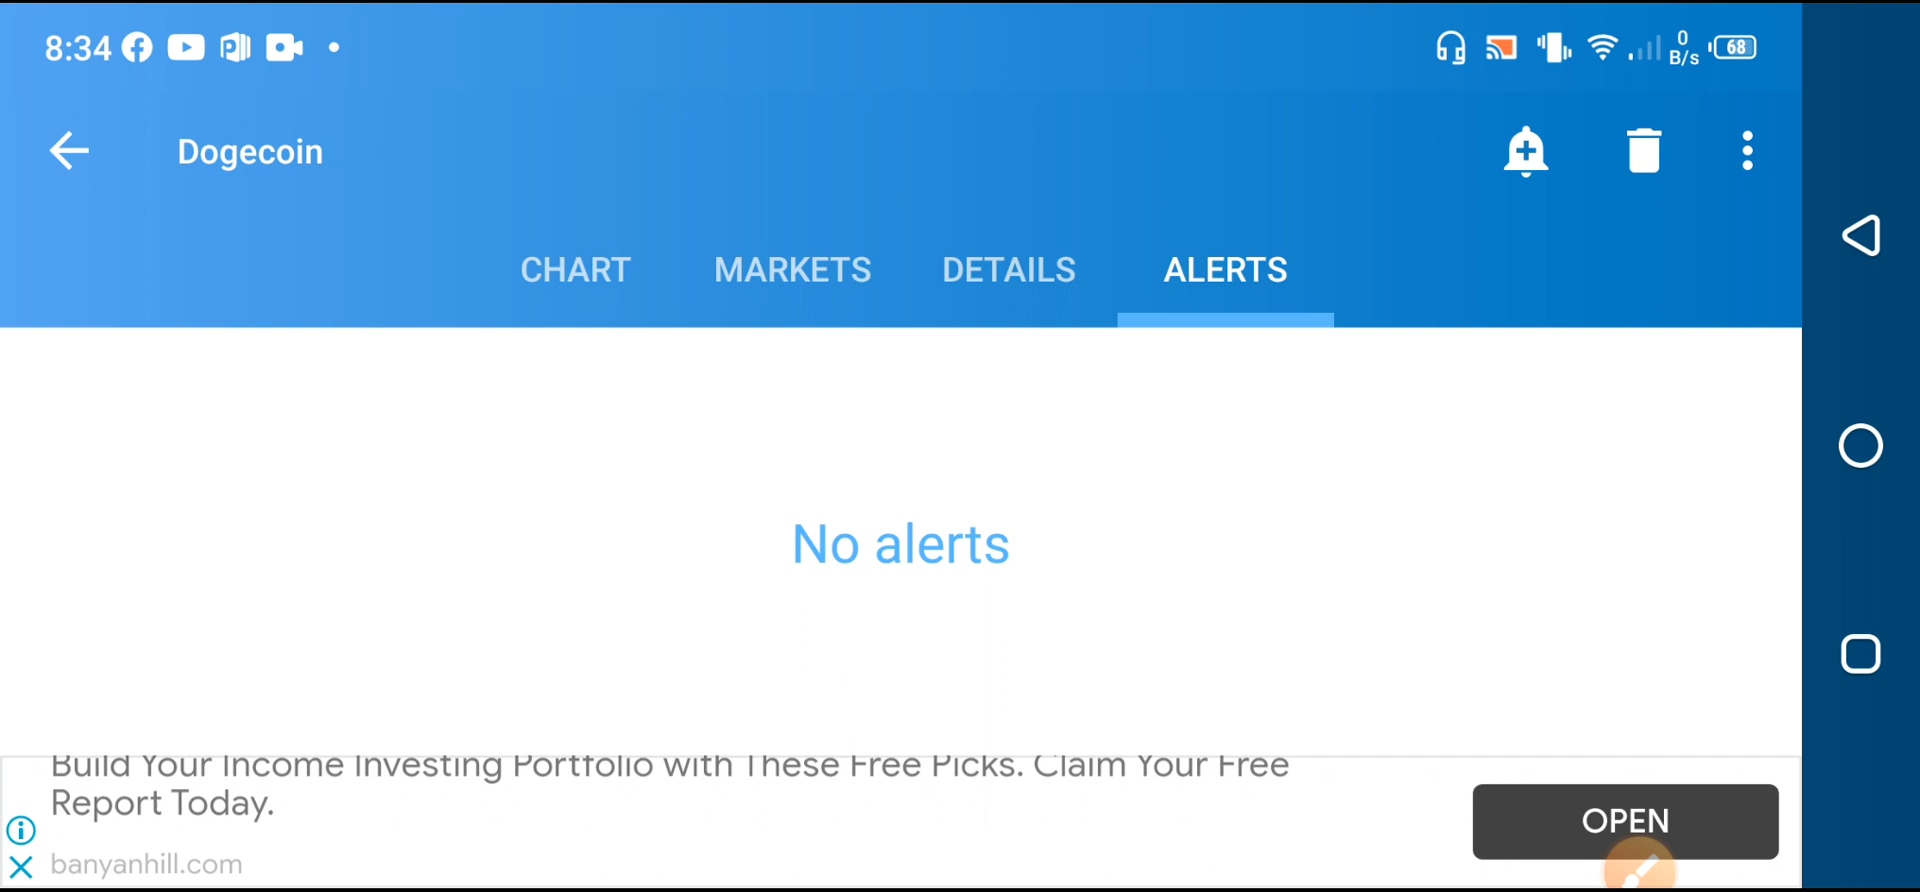 8:34
0
B/s
68
Dogecoin
CHART MARKETS DETAILS ALERTS
No alerts
Build Your Income Investing Portfolio with These Free Picks. Claim Your Free
Report Today.
OPEN
banyanhill.com